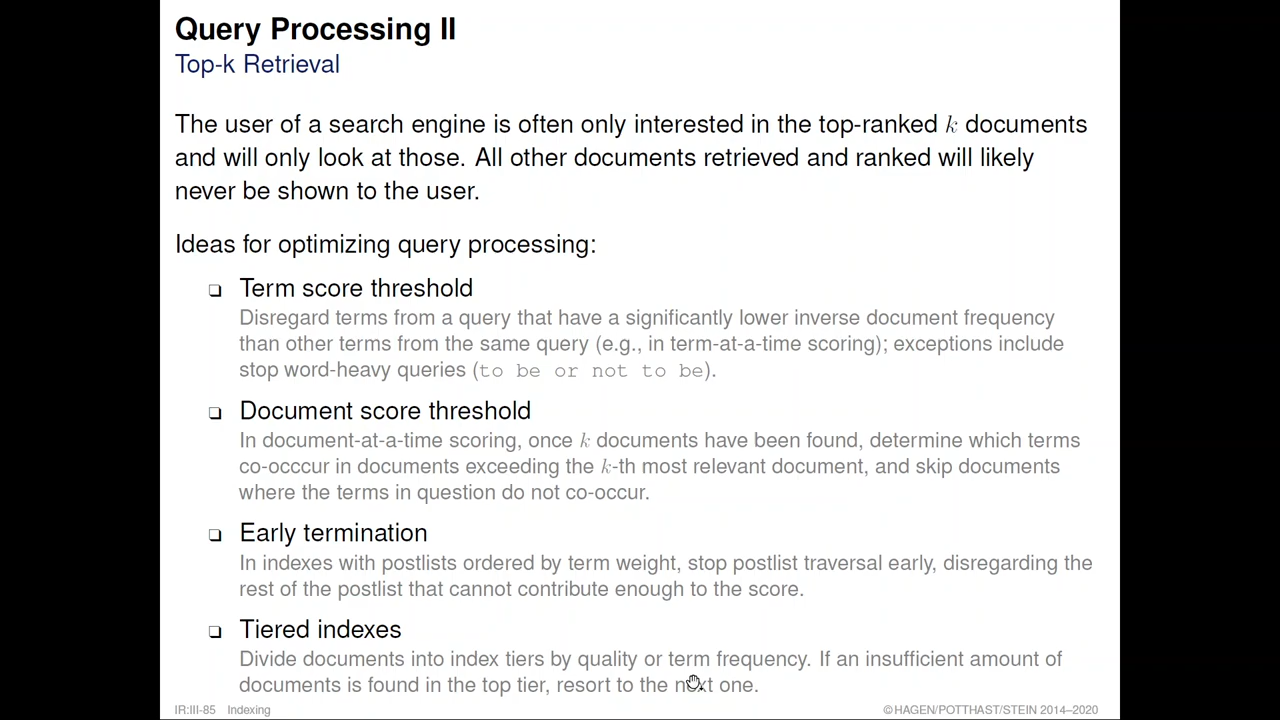 Query Processing II
Top-k Retrieval
The user of a search engine is often only interested in the top-ranked k documents
and will only look at those. All other documents retrieved and ranked will likely
never be shown to the user.
Ideas for optimizing query processing:
❏ Term score threshold
Disregard terms from a query that have a significantly lower inverse document frequency
than other terms from the same query (e.g., in term-at-a-time scoring); exceptions include
stop word-heavy queries (to be or not to be).
❏ Document score threshold
In document-at-a-time scoring, once k documents have been found, determine which terms
co-occcur in documents exceeding the k-th most relevant document, and skip documents
where the terms in question do not co-occur.
❏ Early termination
In indexes with postlists ordered by term weight, stop postlist traversal early, disregarding the
rest of the postlist that cannot contribute enough to the score.
❏ Tiered indexes
Divide documents into index tiers by quality or term frequency. If an insufficient amount of
documents is found in the top tier, resort to the next one.
IR:III-85 Indexing
©HAGEN/POTTHAST/STEIN 2014–2020